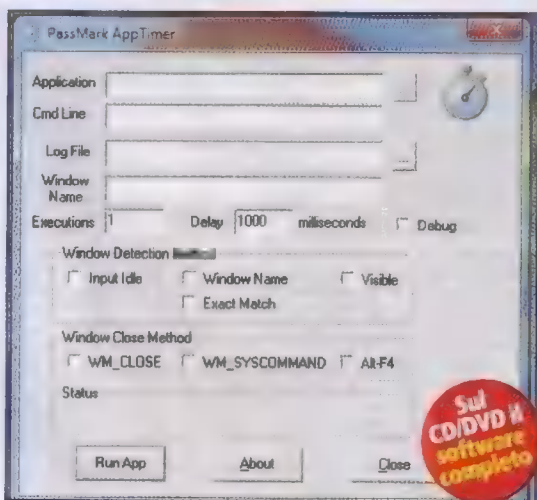 PassMark AppTimer
Application
Cmd Line
Log File
Window
Name
Executions 1 Delay 1000 milliseconds Debug
Window Detection
Input Idle Window Name Visible
Exact Match
Window Close Method
WM_CLOSE WM_SYSCOMMAND Alt-F4
Status
Run App About Close
Sul
CD/DVD il
software
completo